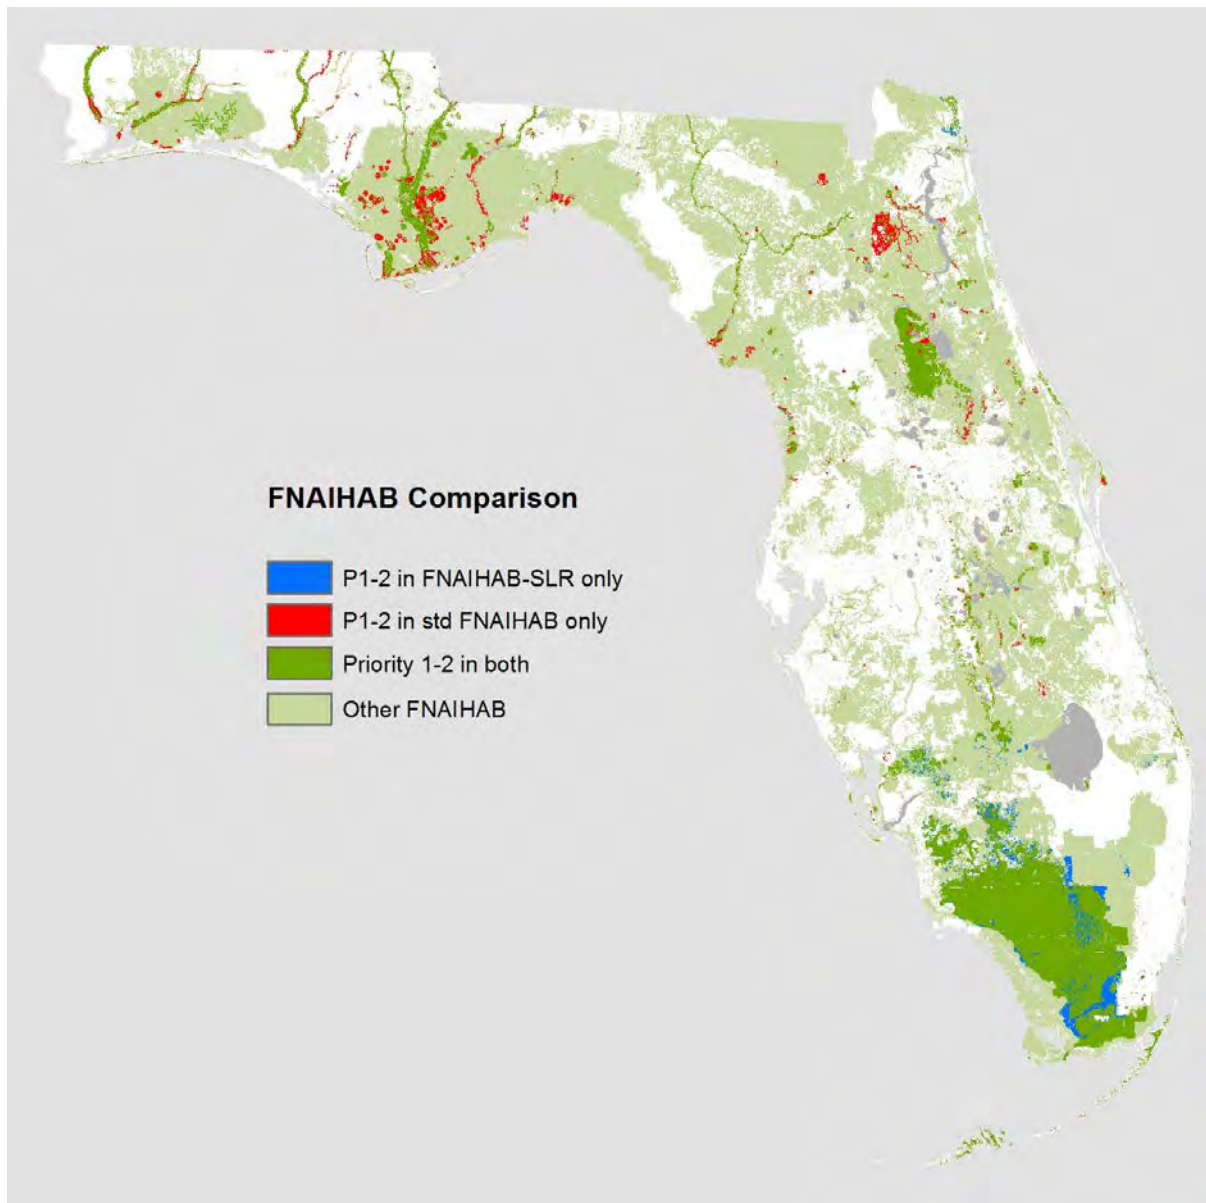 FNAIHAB Comparison
P1-2 in FNAIHAB-SLR only
P1-2 in std FNAIHAB only
Priority 1-2 in both
Other FNAIHAB